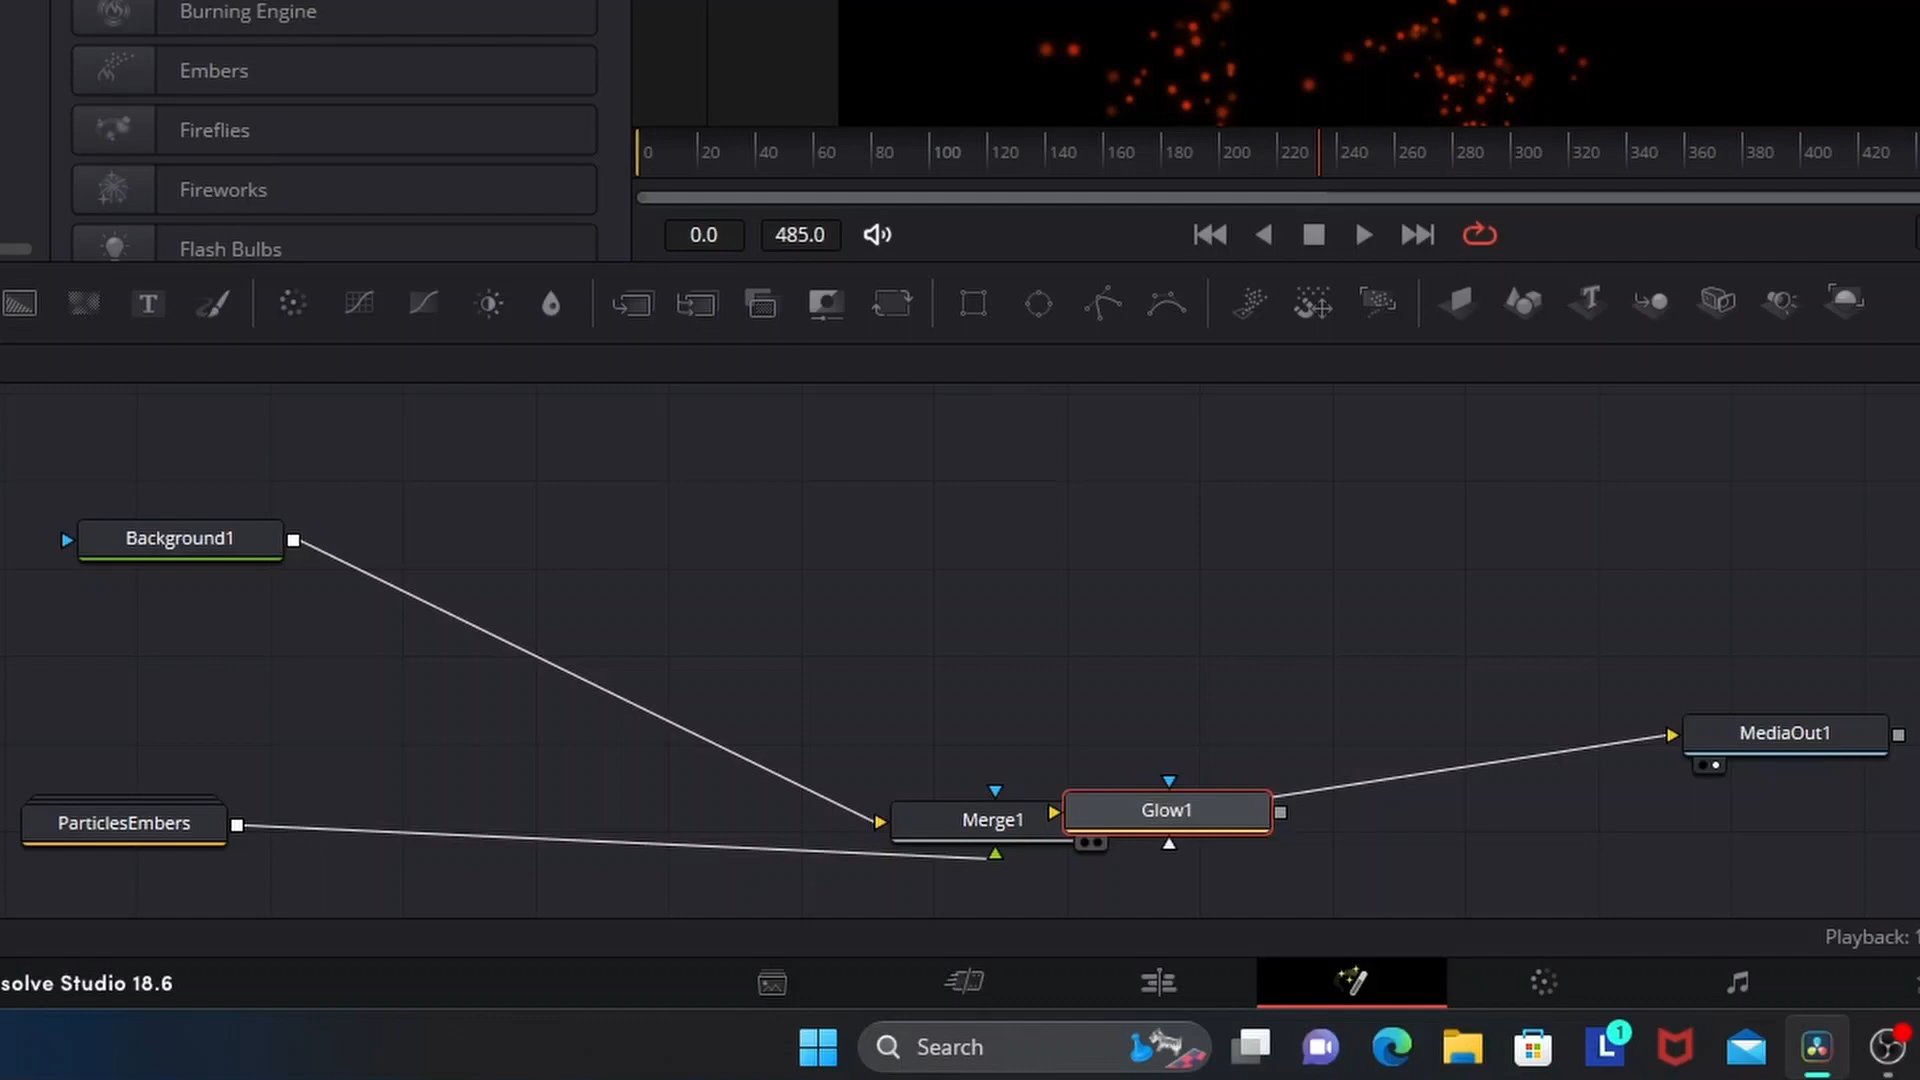 Burning Engine
Embers
Fireflies
Fireworks
Flash Bulbs
0 20 40 60 80 100 120 140 160 180 200 220 240 260 280 300 320 340 360 380 400 420
0.0 485.0
T
T
Background1
ParticlesEmbers
Merge1
Glow1
MediaOut1
Playback: 1
solve Studio 18.6
Search
L
1